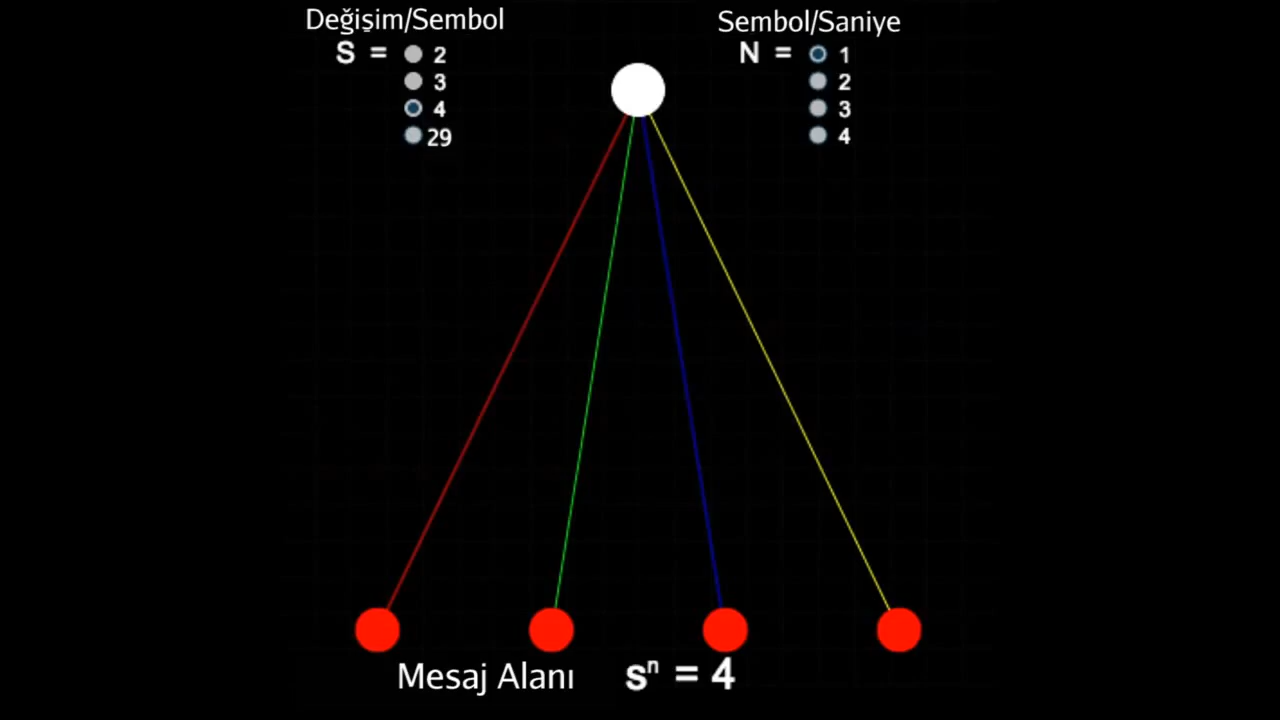 Değişim/Sembol
S = 2
3
4
29
Sembol/Saniye
N = 1
2
3
4
Mesaj Alanı sⁿ = 4